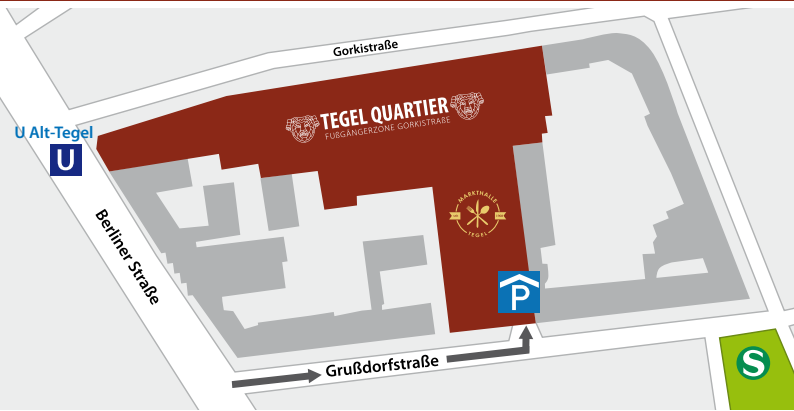 Gorkistraße
TEGEL QUARTIER
FUßGÄNGERZONE GORKISTRAßE
U Alt-Tegel
U
MARKTHALLE
TEGEL
Berliner Straße
P
Grußdorfstraße
S